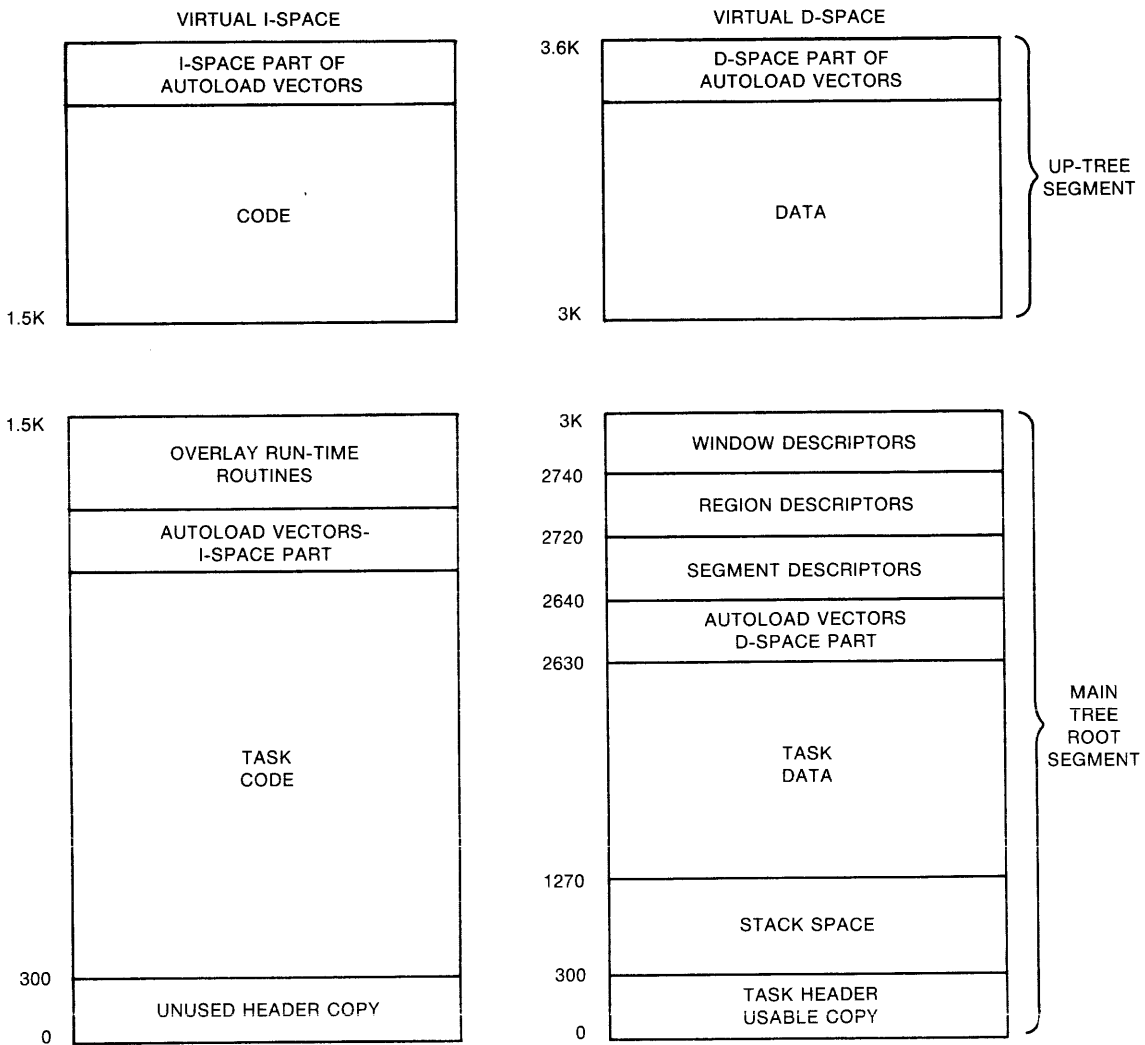 VIRTUAL I-SPACE
I-SPACE PART OF
AUTOLOAD VECTORS
CODE
1.5K
VIRTUAL D-SPACE
3.6K
D-SPACE PART OF
AUTOLOAD VECTORS
DATA
3K
UP-TREE
SEGMENT
1.5K
OVERLAY RUN-TIME
ROUTINES
AUTOLOAD VECTORS-
I-SPACE PART
TASK
CODE
300
UNUSED HEADER COPY
0
3K
WINDOW DESCRIPTORS
2740
REGION DESCRIPTORS
2720
SEGMENT DESCRIPTORS
2640
AUTOLOAD VECTORS
D-SPACE PART
2630
TASK
DATA
1270
STACK SPACE
300
TASK HEADER
USABLE COPY
0
MAIN
TREE
ROOT
SEGMENT